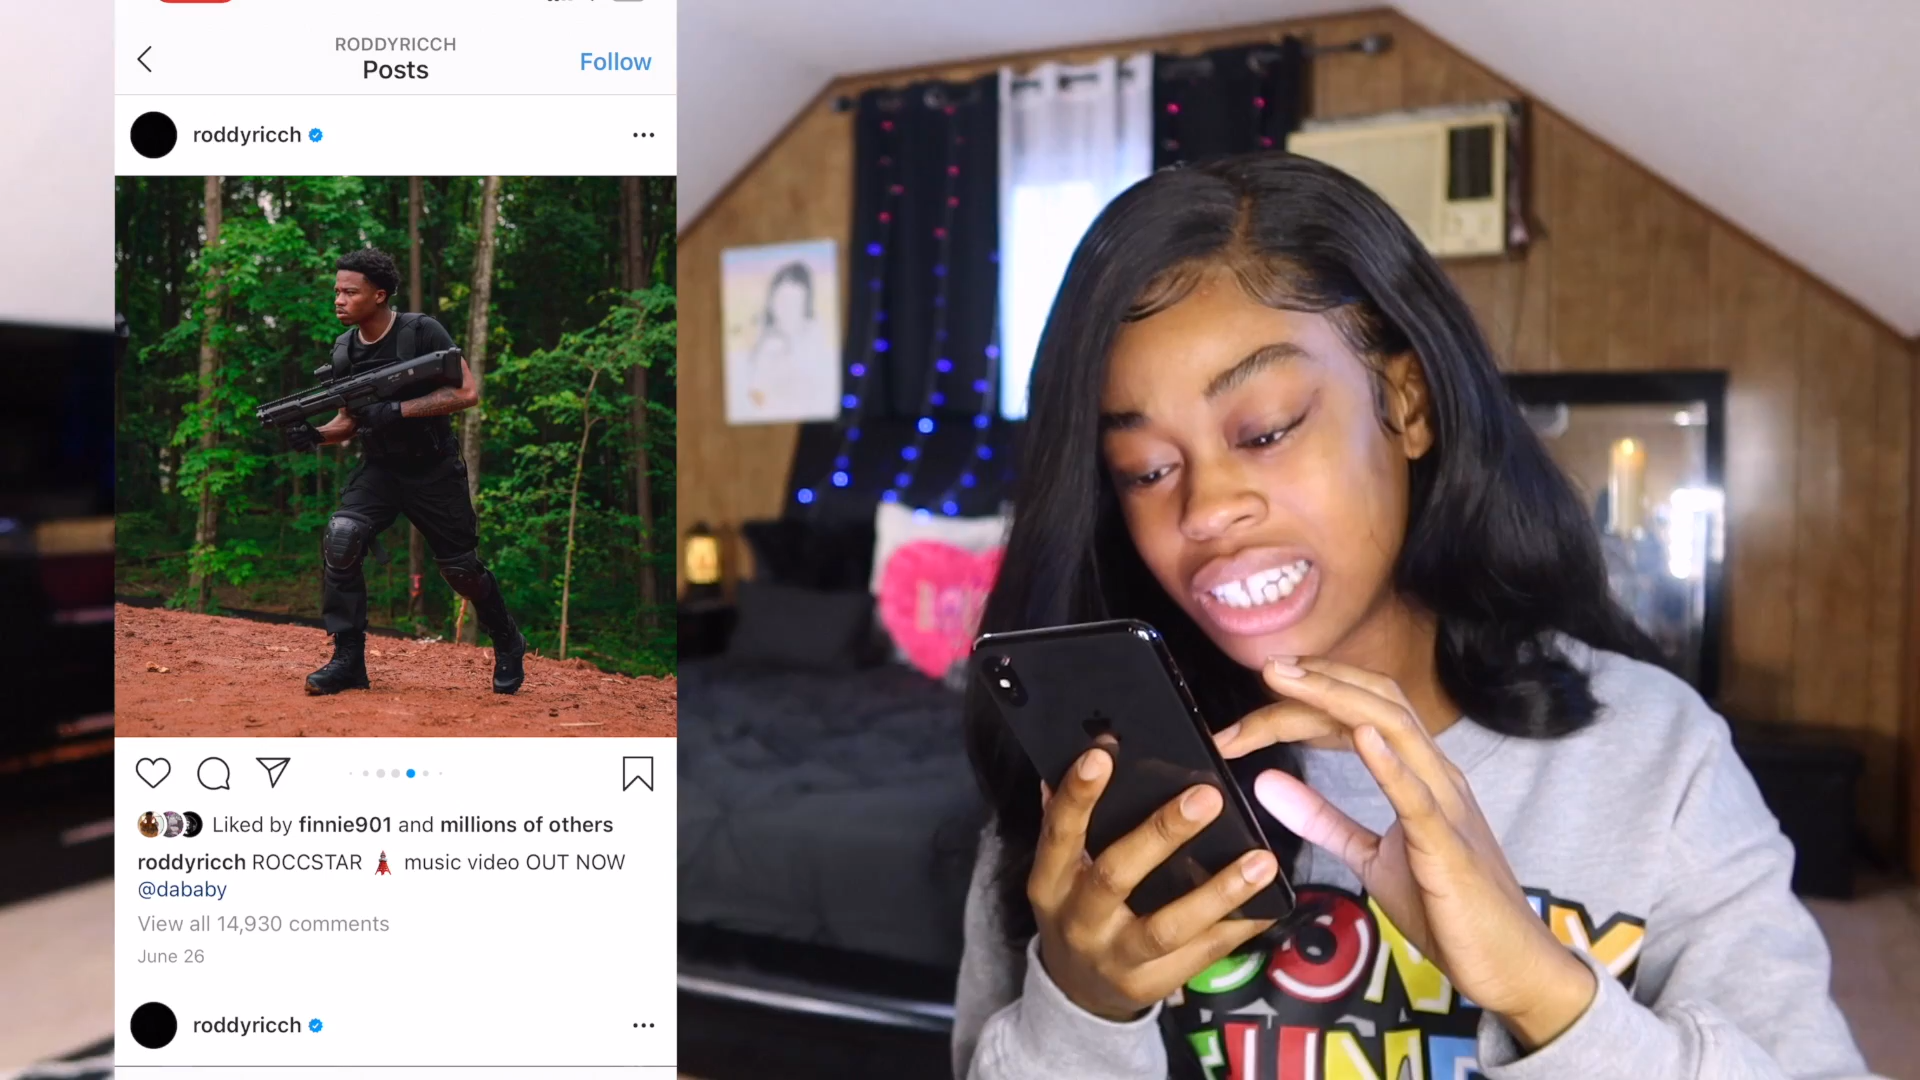 RODDYRICCH
Posts
Follow
roddyricch
Liked by finnie901 and millions of others
roddyricch ROCCSTAR 🗼 music video OUT NOW
@dababy
View all 14,930 comments
June 26
roddyricch